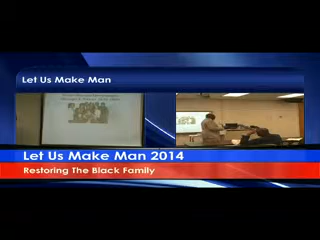 Let Us Make Man
Let Us Make Man 2014
Restoring The Black Family